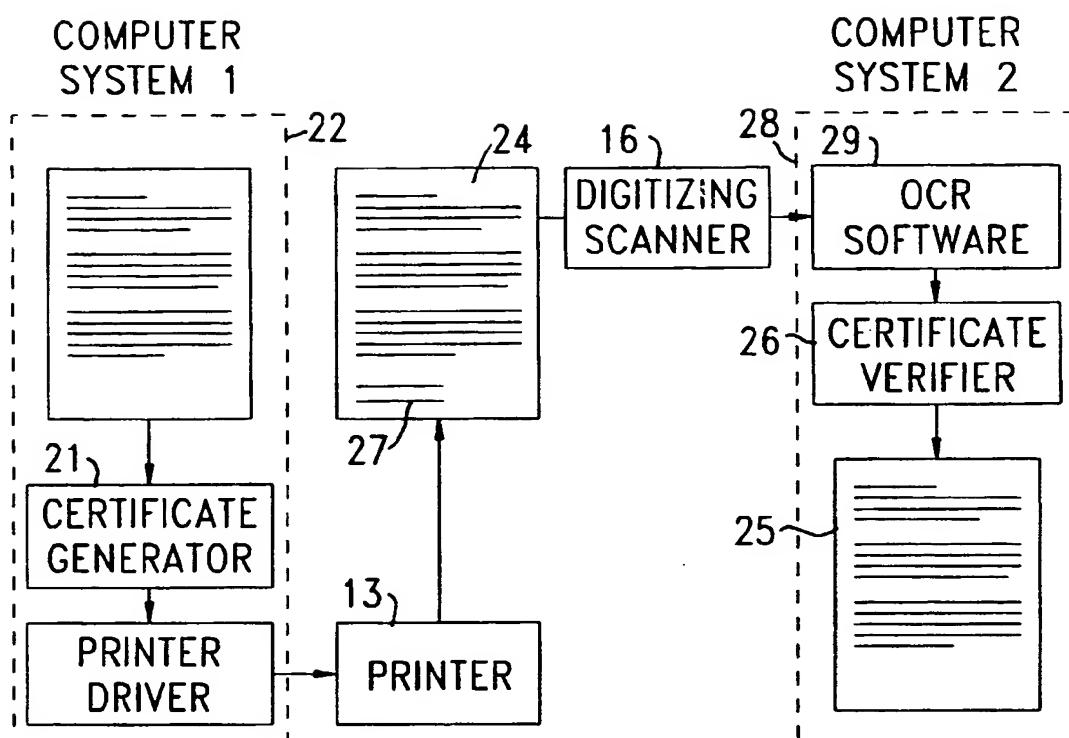 COMPUTER
SYSTEM 1
22
21
CERTIFICATE
GENERATOR
PRINTER
DRIVER
24
27
13
PRINTER
16
DIGITIZING
SCANNER
COMPUTER
SYSTEM 2
28
29
OCR
SOFTWARE
26
CERTIFICATE
VERIFIER
25